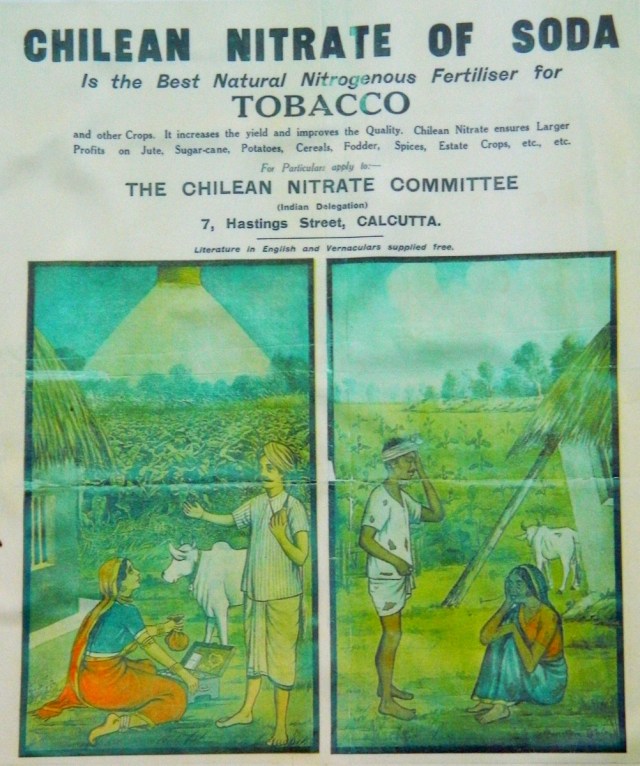 CHILEAN NITRATE OF SODA
Is the Best Natural Nitrogenous Fertiliser for
TOBACCO
and other Crops. It increases the yield and improves the Quality. Chilean Nitrate ensures Larger
Profits on Jute, Sugar-cane, Potatoes, Cereals, Fodder, Spices, Estate Crops, etc., etc.
For Particulars apply to:—
THE CHILEAN NITRATE COMMITTEE
(Indian Delegation)
7, Hastings Street, CALCUTTA.
Literature in English and Vernaculars supplied free.